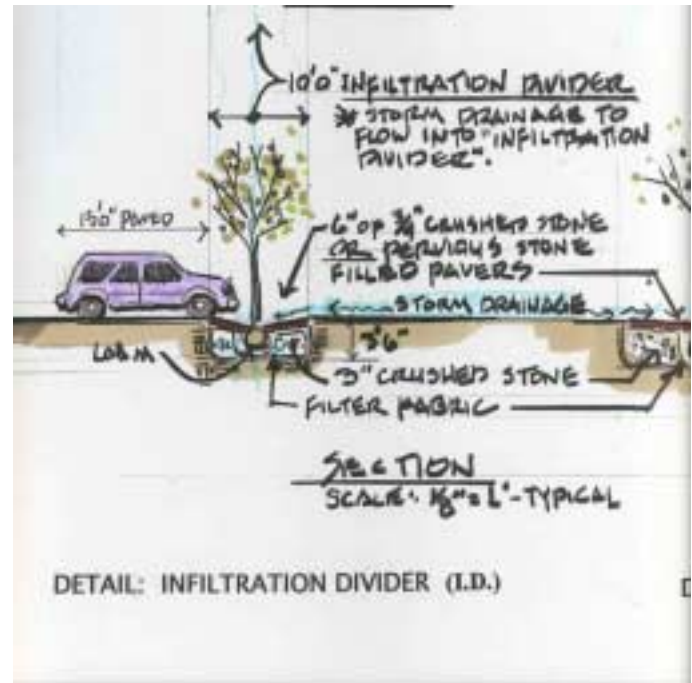 10'0" INFILTRATION DIVIDER
* STORM DRAINAGE TO
FLOW INTO "INFILTRATION
DIVIDER".
PAVED
6" OF 3/4" CRUSHED STONE
OR PERVIOUS STONE
FILLED PAVERS
STORM DRAINAGE
LOAM
3'6"
3" CRUSHED STONE
FILTER FABRIC
SECTION
SCALE: 1/8" = 1'-TYPICAL
DETAIL: INFILTRATION DIVIDER (I.D.)